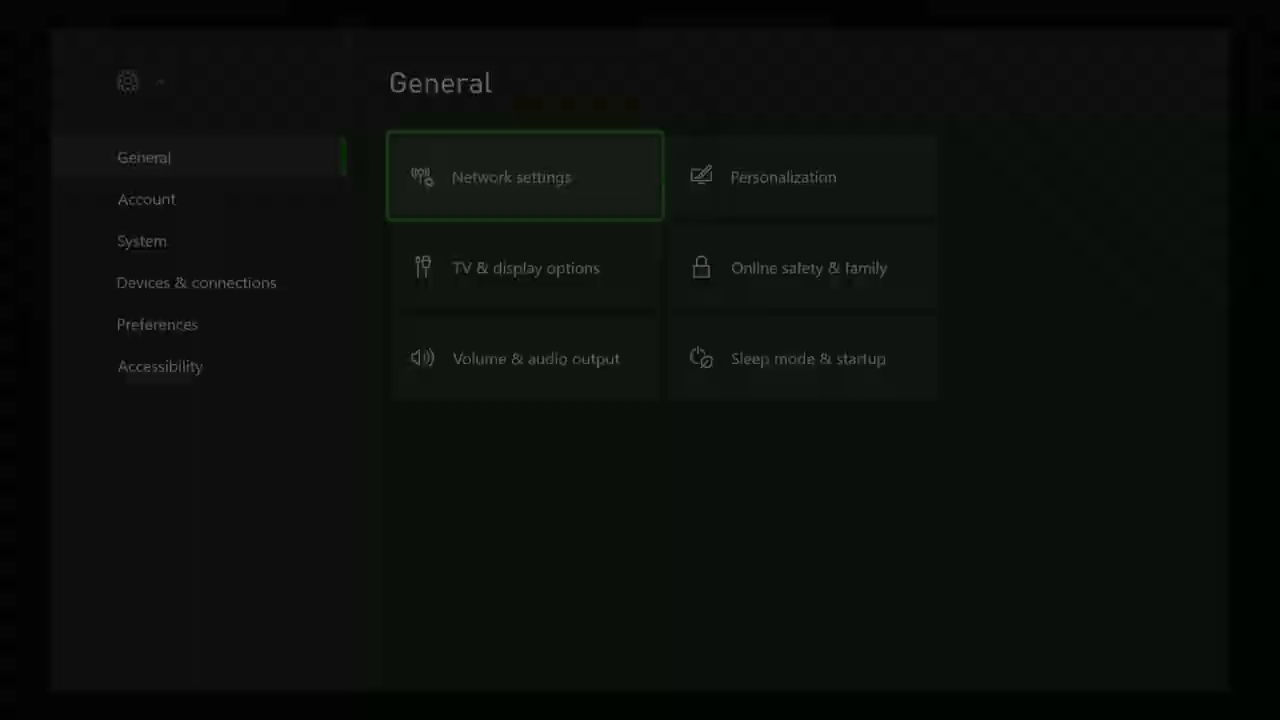 General
General
Account
System
Devices & connections
Preferences
Accessibility
Network settings
Personalization
TV & display options
Online safety & family
Volume & audio output
Sleep mode & startup